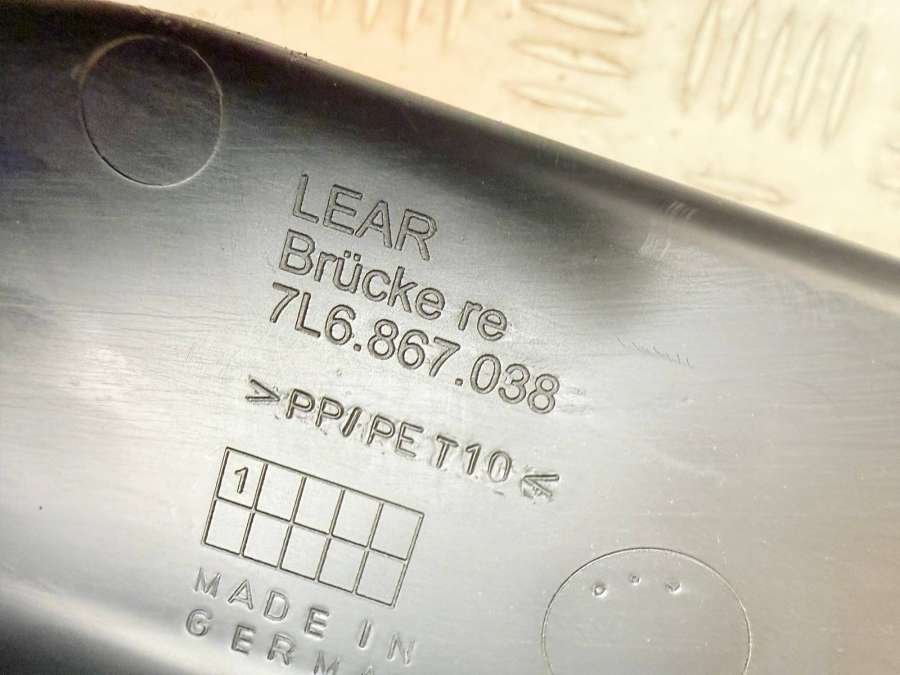 LEAR
Brücke re
7L6.867.038
>PP/PE T10<
1
MADE IN
GERMA